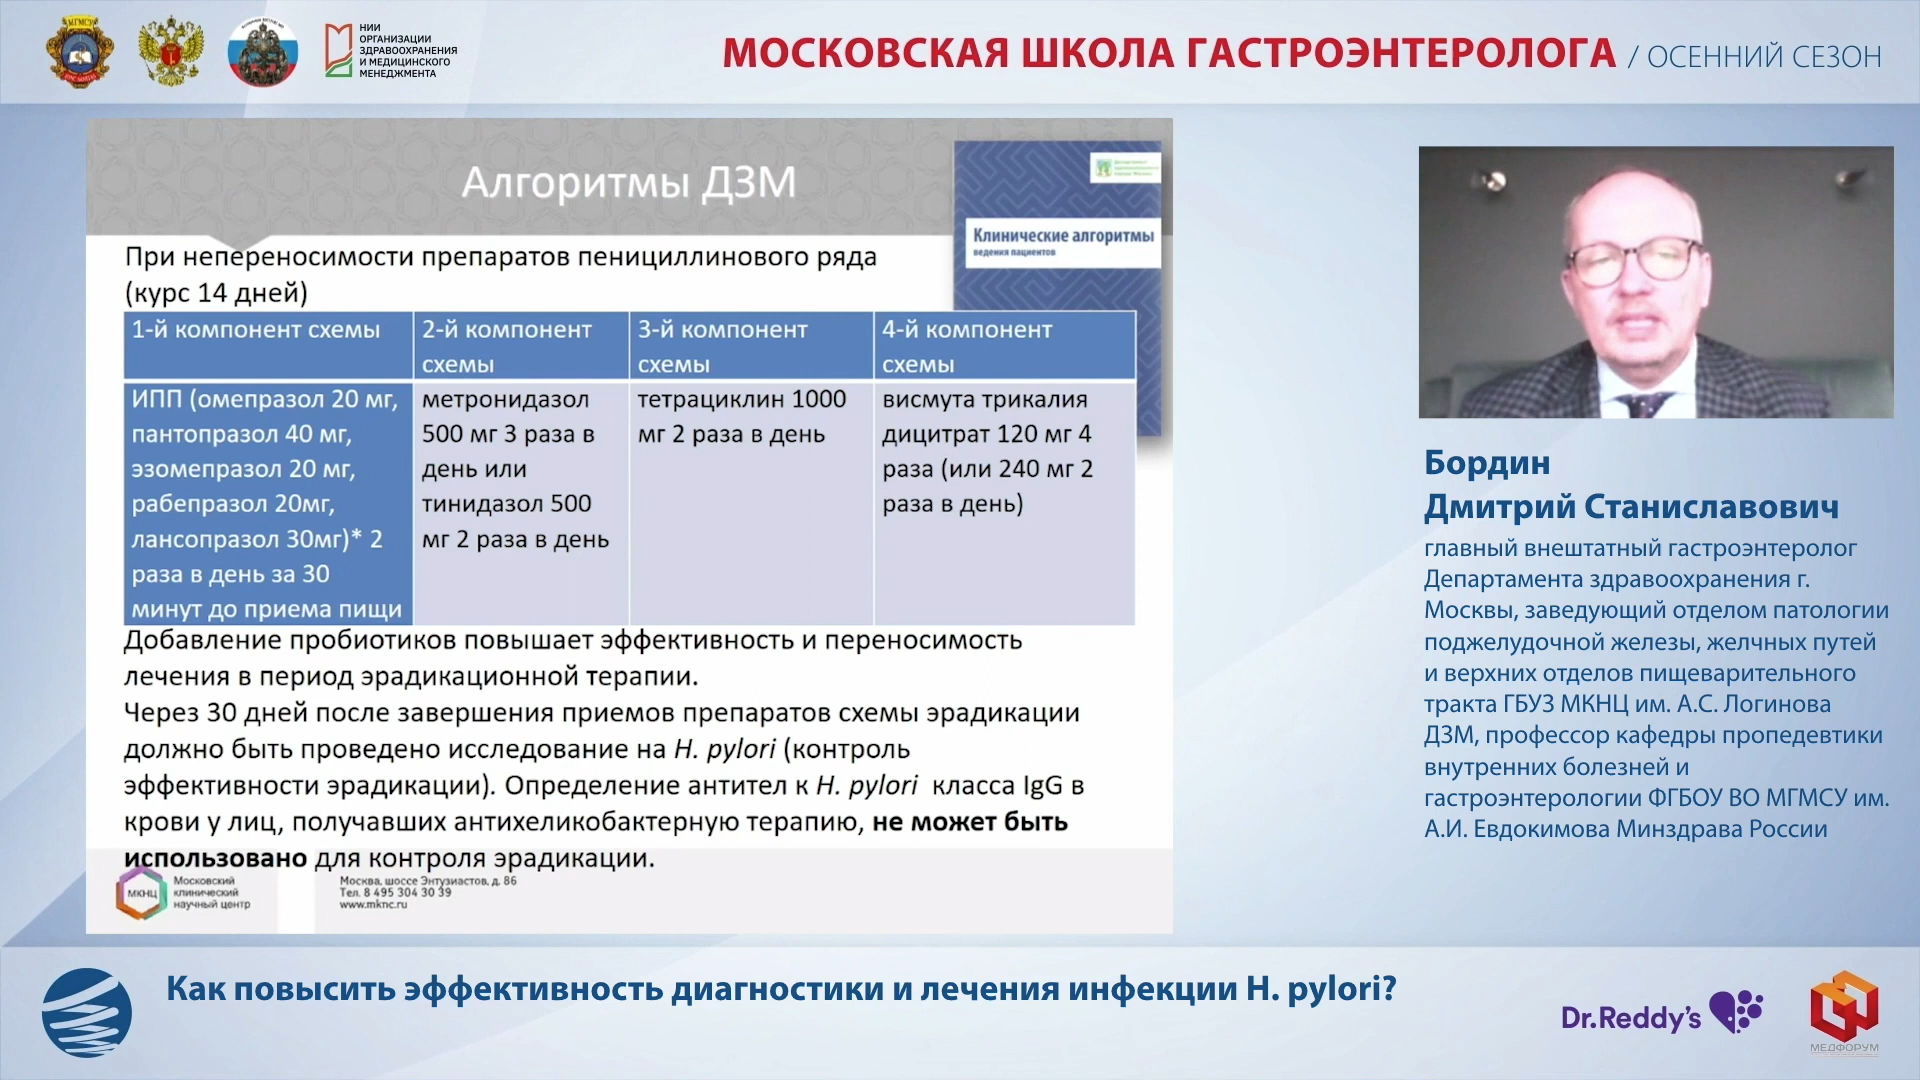 НИИ
ОРГАНИЗАЦИИ
ЗДРАВООХРАНЕНИЯ
И МЕДИЦИНСКОГО
МЕНЕДЖМЕНТА
МОСКОВСКАЯ ШКОЛА ГАСТРОЭНТЕРОЛОГА / ОСЕННИЙ СЕЗОН
Алгоритмы ДЗМ
Клинические алгоритмы
ведения пациентов
При непереносимости препаратов пенициллинового ряда
(курс 14 дней)
1-й компонент схемы
2-й компонент
схемы
3-й компонент
схемы
4-й компонент
схемы
ИПП (омепразол 20 мг,
пантопразол 40 мг,
эзомепразол 20 мг,
рабепразол 20мг,
лансопразол 30мг)* 2
раза в день за 30
минут до приема пищи
метронидазол
500 мг 3 раза в
день или
тинидазол 500
мг 2 раза в день
тетрациклин 1000
мг 2 раза в день
висмута трикалия
дицитрат 120 мг 4
раза (или 240 мг 2
раза в день)
Добавление пробиотиков повышает эффективность и переносимость
лечения в период эрадикационной терапии.
Через 30 дней после завершения приемов препаратов схемы эрадикации
должно быть проведено исследование на H. pylori (контроль
эффективности эрадикации). Определение антител к H. pylori класса IgG в
крови у лиц, получавших антихеликобактерную терапию, не может быть
использовано для контроля эрадикации.
МКНЦ
Московский
клинический
научный центр
Москва, шоссе Энтузиастов, д. 86
Тел. 8 495 304 30 39
www.mknc.ru
Бордин
Дмитрий Станиславович
главный внештатный гастроэнтеролог
Департамента здравоохранения г.
Москвы, заведующий отделом патологии
поджелудочной железы, желчных путей
и верхних отделов пищеварительного
тракта ГБУЗ МКНЦ им. А.С. Логинова
ДЗМ, профессор кафедры пропедевтики
внутренних болезней и
гастроэнтерологии ФГБОУ ВО МГМСУ им.
А.И. Евдокимова Минздрава России
Как повысить эффективность диагностики и лечения инфекции H. pylori?
Dr.Reddy's
МЕДФОРУМ